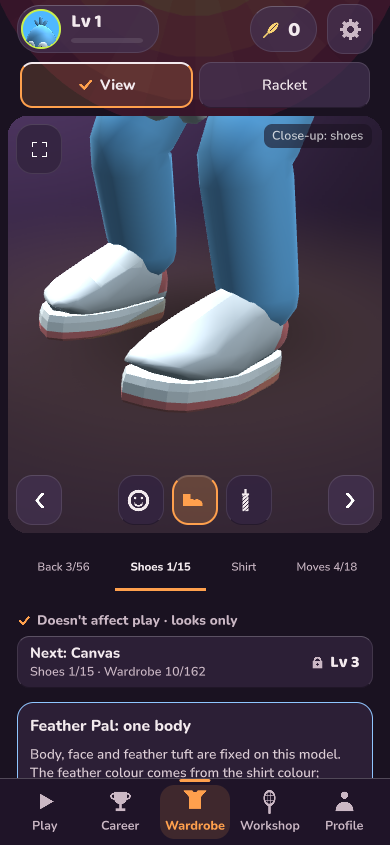 Lv 1
0
View
Racket
Close-up: shoes
Back 3/56
Shoes 1/15
Shirt
Moves 4/18
Doesn't affect play · looks only
Next: Canvas
Shoes 1/15 · Wardrobe 10/162
Lv 3
Feather Pal: one body
Body, face and feather tuft are fixed on this model.
The feather colour comes from the shirt colour;
Play
Career
Wardrobe
Workshop
Profile